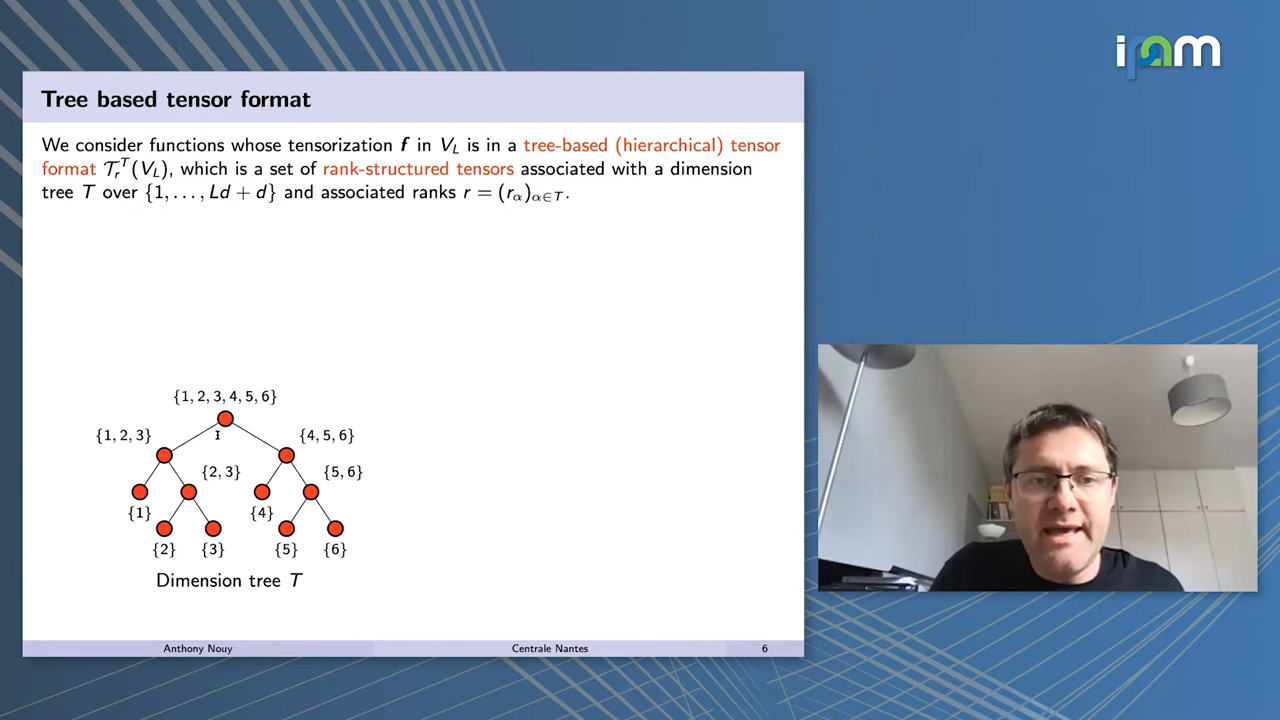 ipam
Tree based tensor format
We consider functions whose tensorization f in V_L is in a tree-based (hierarchical) tensor
format 𝒯_r^T(V_L), which is a set of rank-structured tensors associated with a dimension
tree T over {1, . . . , Ld + d} and associated ranks r = (r_α)_{α∈T}.
{1, 2, 3, 4, 5, 6}
{1, 2, 3} {4, 5, 6}
{2, 3} {5, 6}
{1} {4}
{2} {3} {5} {6}
Dimension tree T
Anthony Nouy Centrale Nantes 6